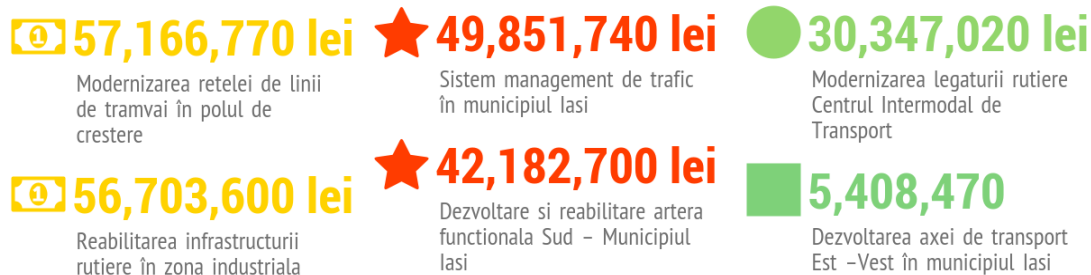 57,166,770 lei
Modernizarea retelei de linii
de tramvai în polul de
crestere
56,703,600 lei
Reabilitarea infrastructurii
rutiere în zona industriala
49,851,740 lei
Sistem management de trafic
în municipiul Iasi
42,182,700 lei
Dezvoltare si reabilitare artera
functionala Sud – Municipiul
Iasi
30,347,020 lei
Modernizarea legaturii rutiere
Centrul Intermodal de
Transport
5,408,470
Dezvoltarea axei de transport
Est –Vest în municipiul Iasi